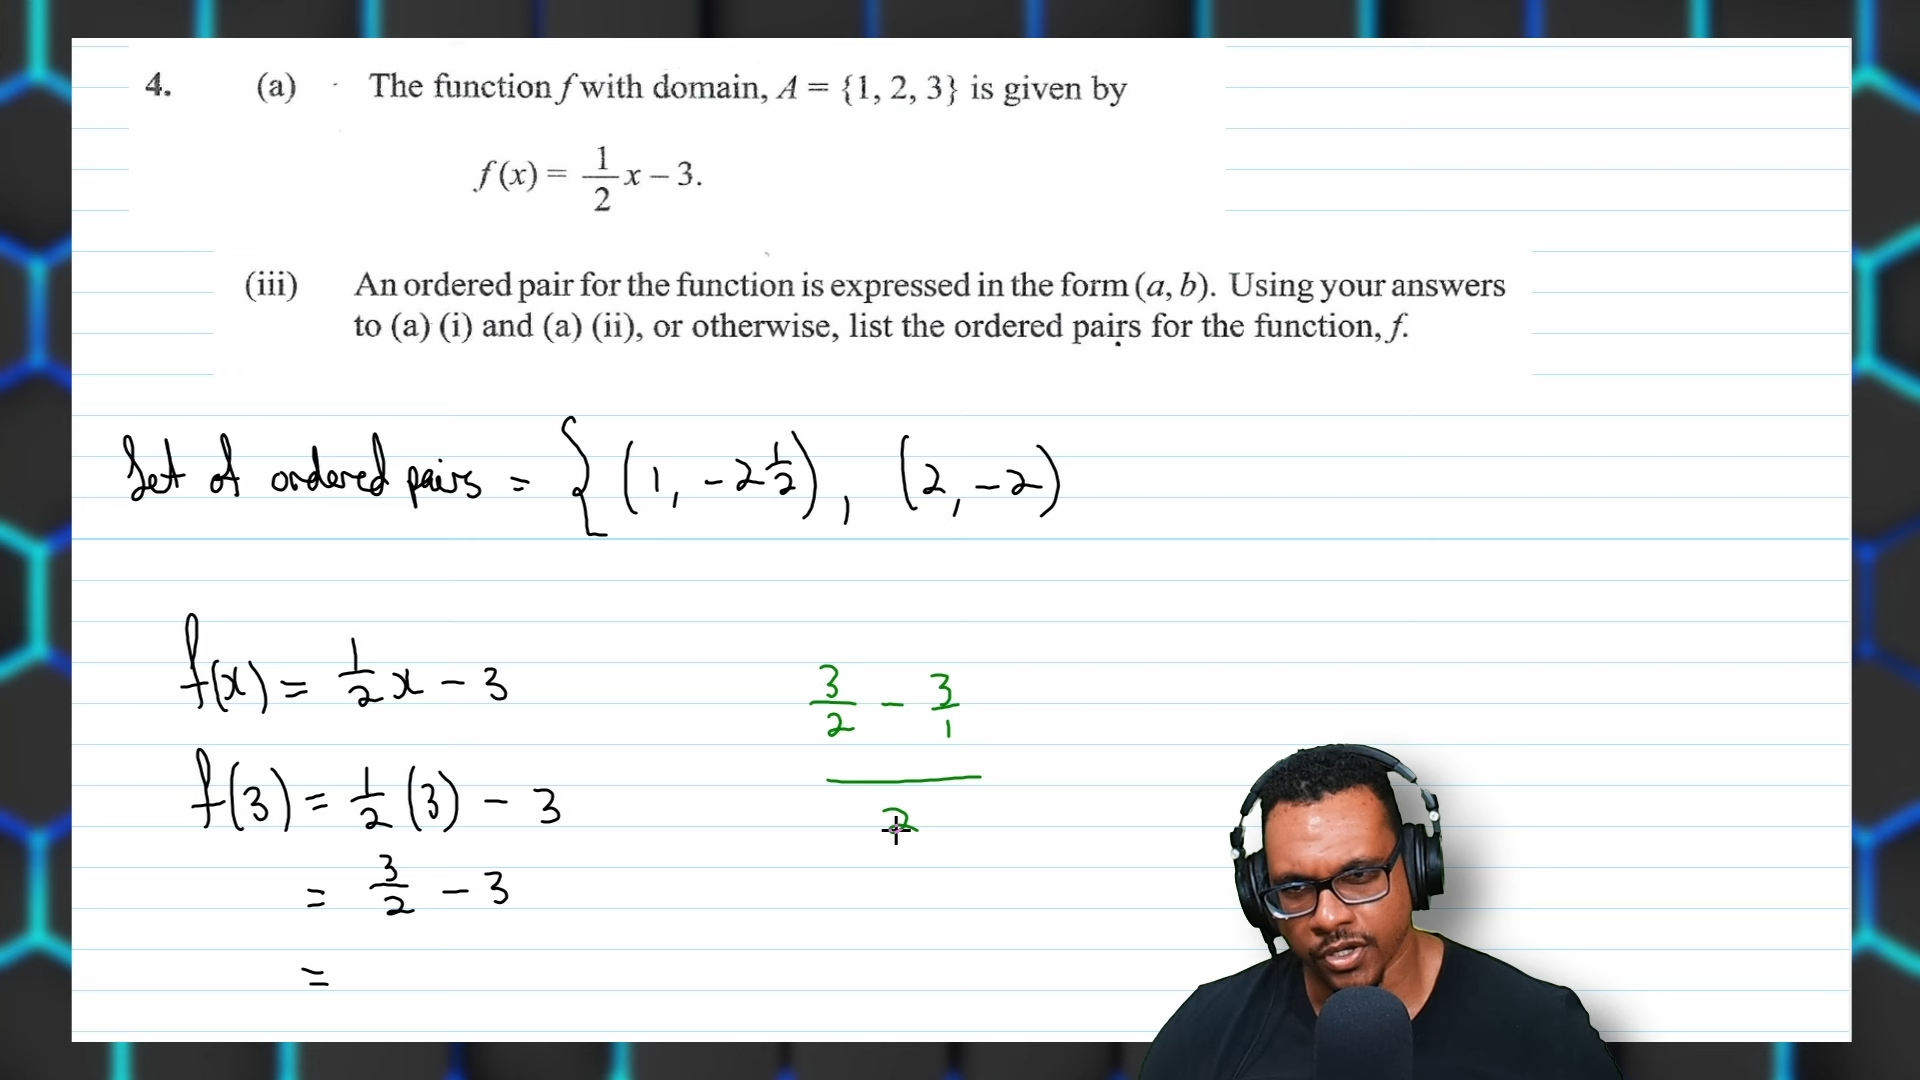 4. (a) The function f with domain, A = {1, 2, 3} is given by
f(x) = 1/2 x – 3.
(iii) An ordered pair for the function is expressed in the form (a, b). Using your answers
to (a) (i) and (a) (ii), or otherwise, list the ordered pairs for the function, f.
Set of ordered pairs = { (1, -2 1/2), (2, -2)
f(x) = 1/2 x - 3
f(3) = 1/2 (3) - 3
= 3/2 - 3
=
3/2 - 3/1
2